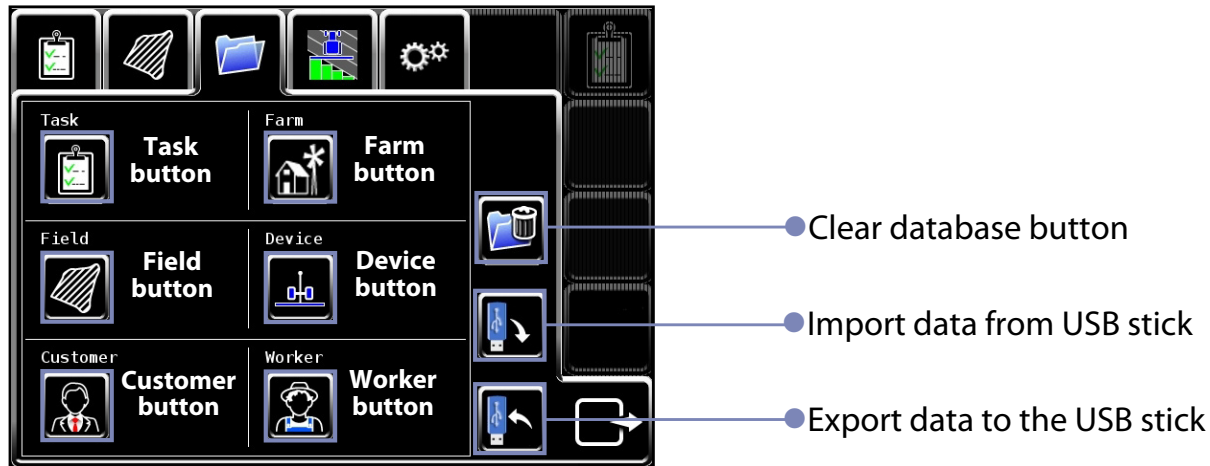 Task
Task
button
Farm
Farm
button
Field
Field
button
Device
Device
button
Customer
Customer
button
Worker
Worker
button
Clear database button
Import data from USB stick
Export data to the USB stick